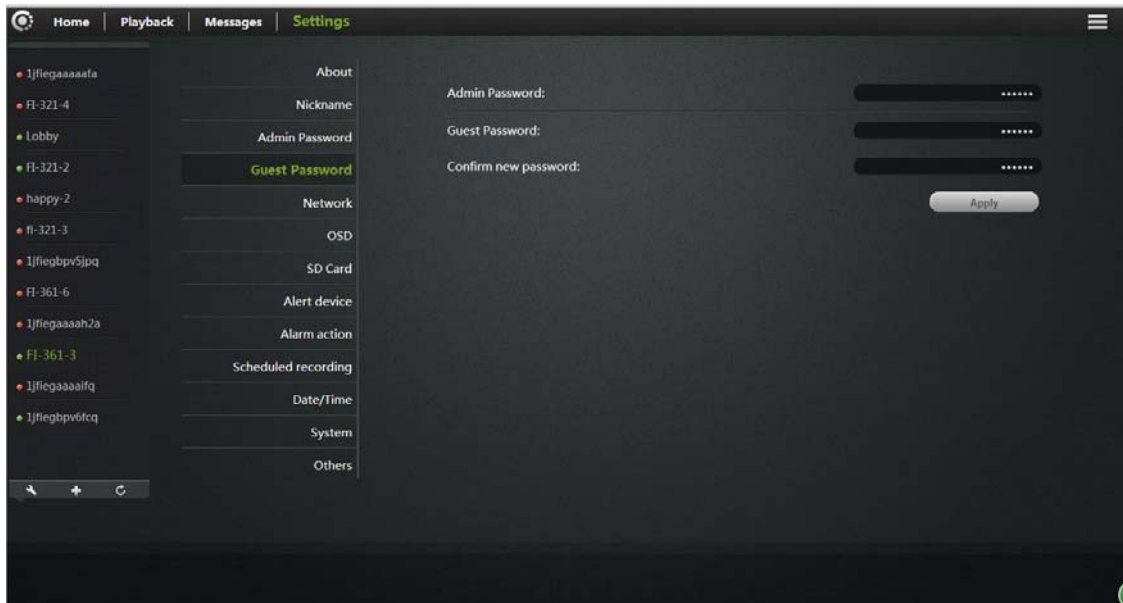 Home Playback Messages Settings
1jfiegaaaaafa
FI-321-4
Lobby
FI-321-2
happy-2
fi-321-3
1jfiegbpv5jpq
FI-361-6
1jfiegaaaah2a
FI-361-3
1jfiegaaaaifq
1jfiegbpv6fcq
About
Nickname
Admin Password
Guest Password
Network
OSD
SD Card
Alert device
Alarm action
Scheduled recording
Date/Time
System
Others
Admin Password: ••••••
Guest Password: ••••••
Confirm new password: ••••••
Apply